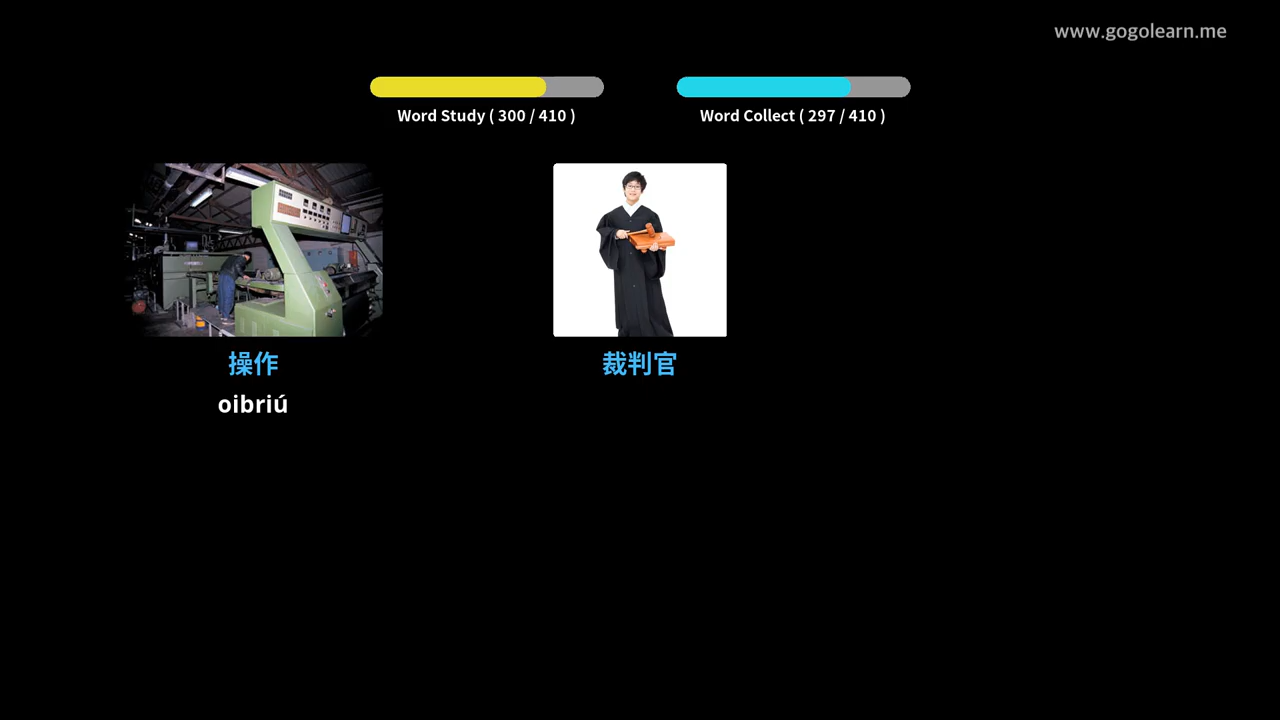 www.gogolearn.me
Word Study ( 300 / 410 )
Word Collect ( 297 / 410 )
操作
裁判官
oibriú